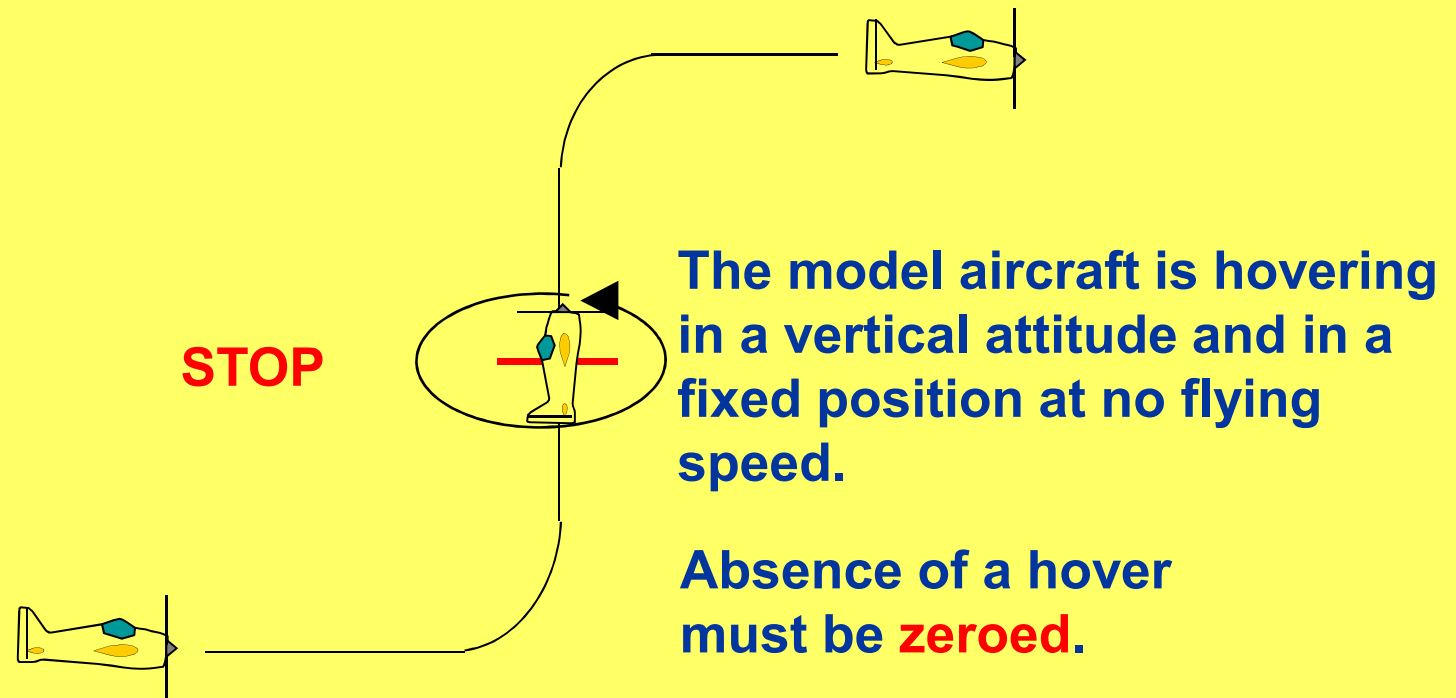 STOP
The model aircraft is hovering
in a vertical attitude and in a
fixed position at no flying
speed.
Absence of a hover
must be zeroed.